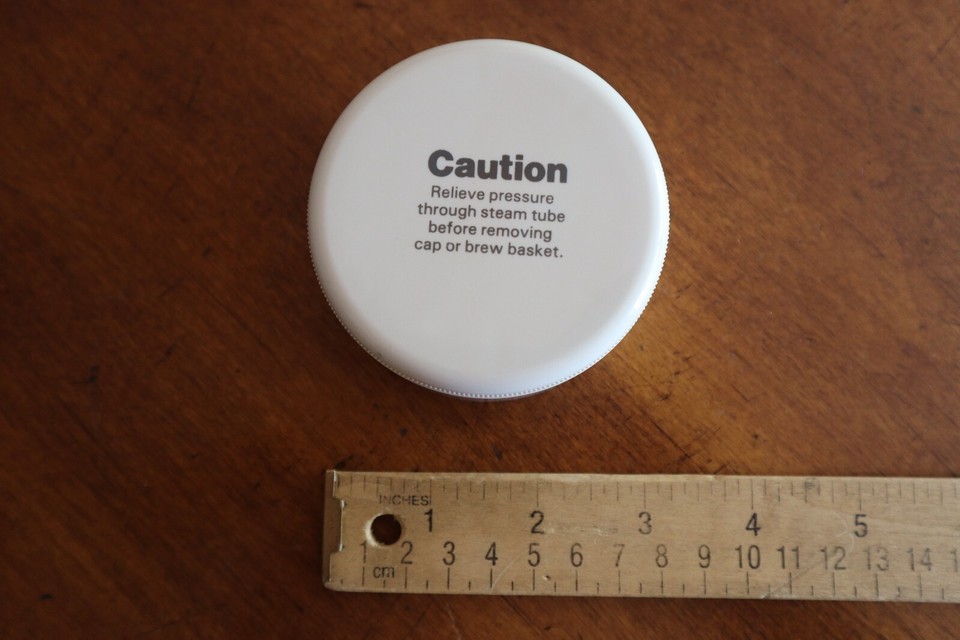 Caution
Relieve pressure
through steam tube
before removing
cap or brew basket.
INCHES
1 2 3 4 5
1 2 3 4 5 6 7 8 9 10 11 12 13 14
cm